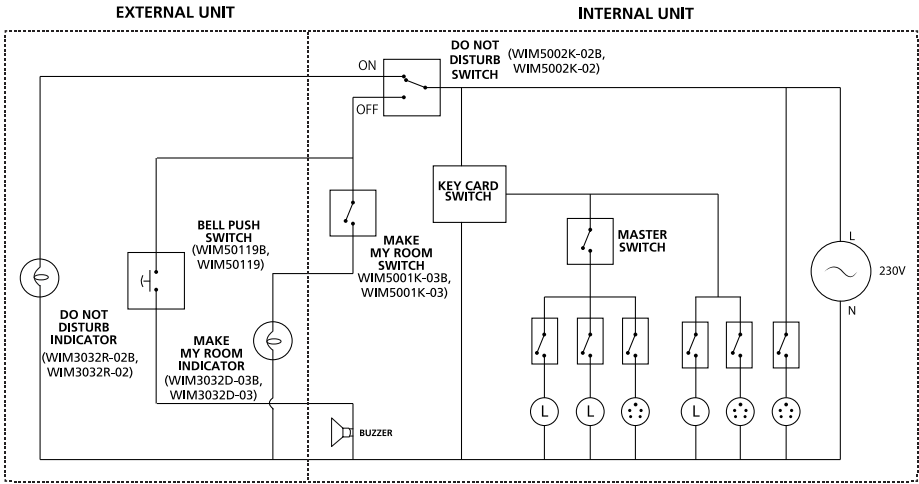 EXTERNAL UNIT
INTERNAL UNIT
ON
OFF
DO NOT
DISTURB
SWITCH
(WIM5002K-02B,
WIM5002K-02)
KEY CARD
SWITCH
BELL PUSH
SWITCH
(WIM50119B,
WIM50119)
MAKE
MY ROOM
SWITCH
WIM5001K-03B,
WIM5001K-03)
MASTER
SWITCH
L
230V
N
DO NOT
DISTURB
INDICATOR
(WIM3032R-02B,
WIM3032R-02)
MAKE
MY ROOM
INDICATOR
(WIM3032D-03B,
WIM3032D-03)
BUZZER
L
L
L